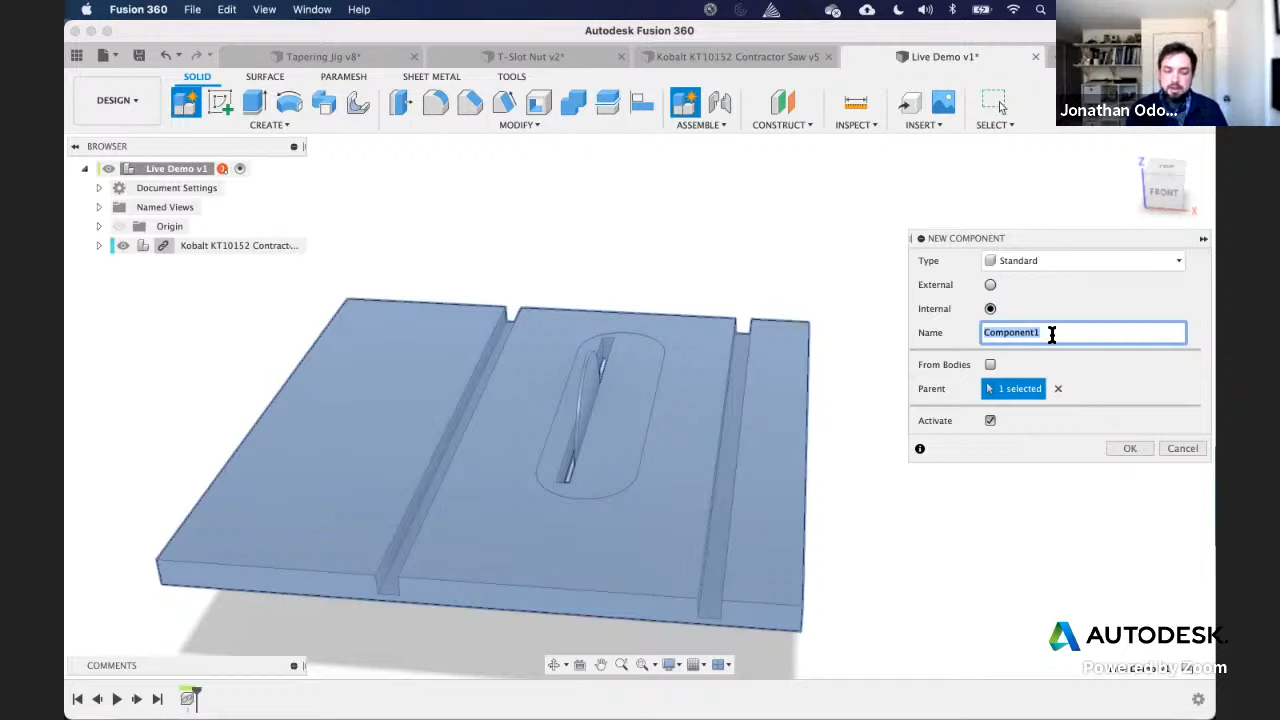 Fusion 360 File Edit View Window Help
Autodesk Fusion 360
Tapering Jig v8*
T-Slot Nut v2*
Kobalt KT10152 Contractor Saw v5
Live Demo v1*
SOLID SURFACE PARAMESH SHEET METAL TOOLS
DESIGN
CREATE MODIFY ASSEMBLE CONSTRUCT INSPECT INSERT SELECT
Jonathan Odo...
BROWSER
Live Demo v1
Document Settings
Named Views
Origin
Kobalt KT10152 Contract...
Z
FRONT
X
NEW COMPONENT
Type Standard
External
Internal
Name Component1
From Bodies
Parent 1 selected
Activate
OK Cancel
AUTODESK.
Powered by Zoom
COMMENTS